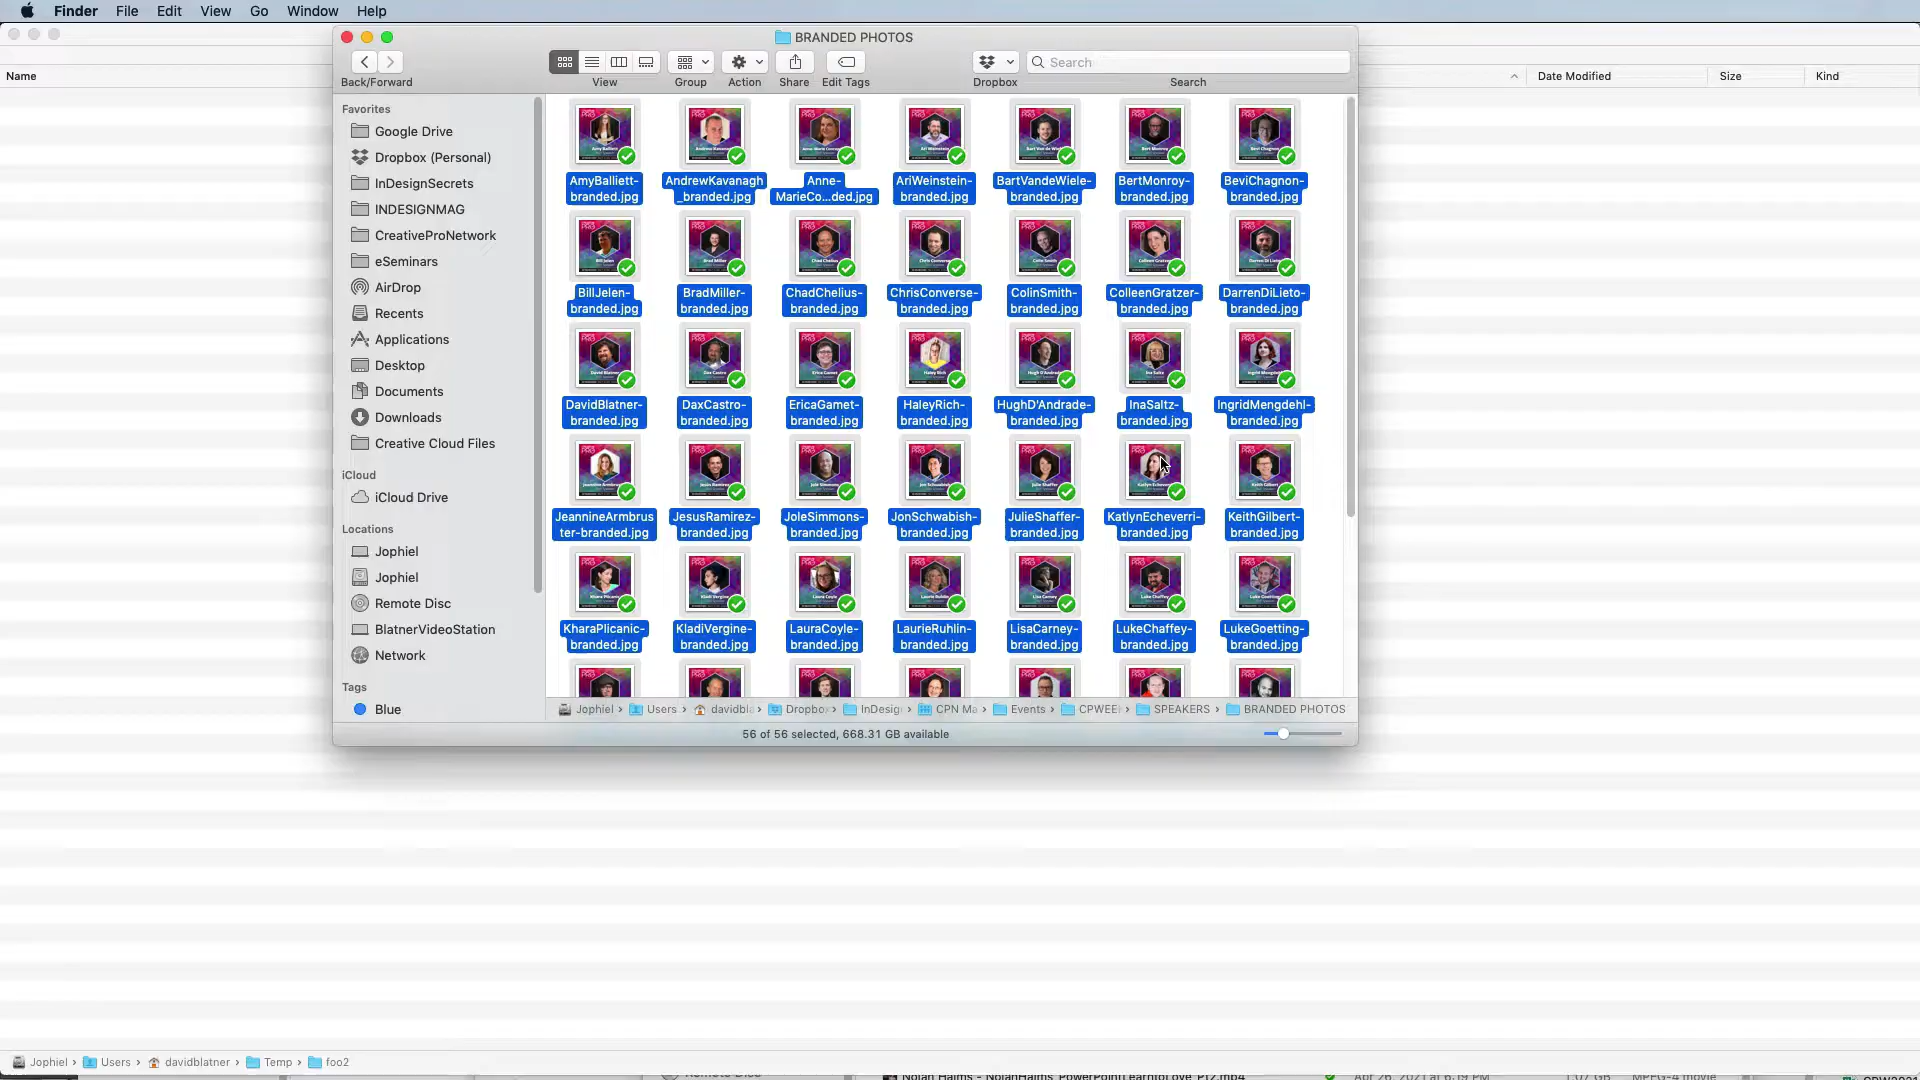 Finder File Edit View Go Window Help
BRANDED PHOTOS
Search
Back/Forward View Group Action Share Edit Tags Dropbox Search
Name Date Modified Size Kind
Favorites
Google Drive
Dropbox (Personal)
InDesignSecrets
INDESIGNMAG
CreativeProNetwork
eSeminars
AirDrop
Recents
Applications
Desktop
Documents
Downloads
Creative Cloud Files
iCloud
iCloud Drive
Locations
Jophiel
Jophiel
Remote Disc
BlatnerVideoStation
Network
Tags
Blue
AmyBalliett- AndrewKavanagh Anne- AriWeinstein- BartVandeWiele- BertMonroy- BeviChagnon-
branded.jpg _branded.jpg MarieCo...ded.jpg branded.jpg branded.jpg branded.jpg branded.jpg
BillJelen- BradMiller- ChadChelius- ChrisConverse- ColinSmith- ColleenGratzer- DarrenDiLieto-
branded.jpg branded.jpg branded.jpg branded.jpg branded.jpg branded.jpg branded.jpg
DavidBlatner- DaxCastro- EricaGamet- HaleyRich- HughD'Andrade- InaSaltz- IngridMengdehl-
branded.jpg branded.jpg branded.jpg branded.jpg branded.jpg branded.jpg branded.jpg
JeannineArmbrus JesusRamirez- JoleSimmons- JonSchwabish- JulieShaffer- KatlynEcheverri- KeithGilbert-
ter-branded.jpg branded.jpg branded.jpg branded.jpg branded.jpg branded.jpg branded.jpg
KharaPlicanic- KladiVergine- LauraCoyle- LaurieRuhlin- LisaCarney- LukeChaffey- LukeGoetting-
branded.jpg branded.jpg branded.jpg branded.jpg branded.jpg branded.jpg branded.jpg
Jophiel › Users › davidbla › Dropbo › InDesig › CPN Ma › Events › CPWEE › SPEAKERS › BRANDED PHOTOS
56 of 56 selected, 668.31 GB available
Jophiel › Users › davidblatner › Temp › foo2